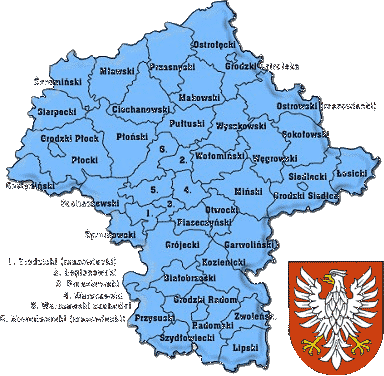 Ostrołęcki
Przasnyski
Grodzki Ostrołęka
Mławski
Żuromiński
Makowski
Ciechanowski
Ostrowski (mazowiecki)
Sierpecki
Pułtuski
Wyszkowski
Płoński
Sokołowski
Grodzki Płock
6.
2.
Wołomiński
Węgrowski
Płocki
Siedlecki
Łosicki
Gostyniński
5.
4.
Miński
Grodzki Siedlce
Sochaczewski
3.
Otwocki
1.
Piaseczyński
Żyrardowski
Grójecki
Garwoliński
Kozienicki
1. Grodziski (mazowiecki)
2. Legionowski
Białobrzeski
3. Pruszkowski
4. Warszawa
Grodzki Radom
5. Warszawski zachodni
Zwoleński
6. Nowodworski (mazowiecki)
Przysuski
Radomski
Szydłowiecki
Lipski